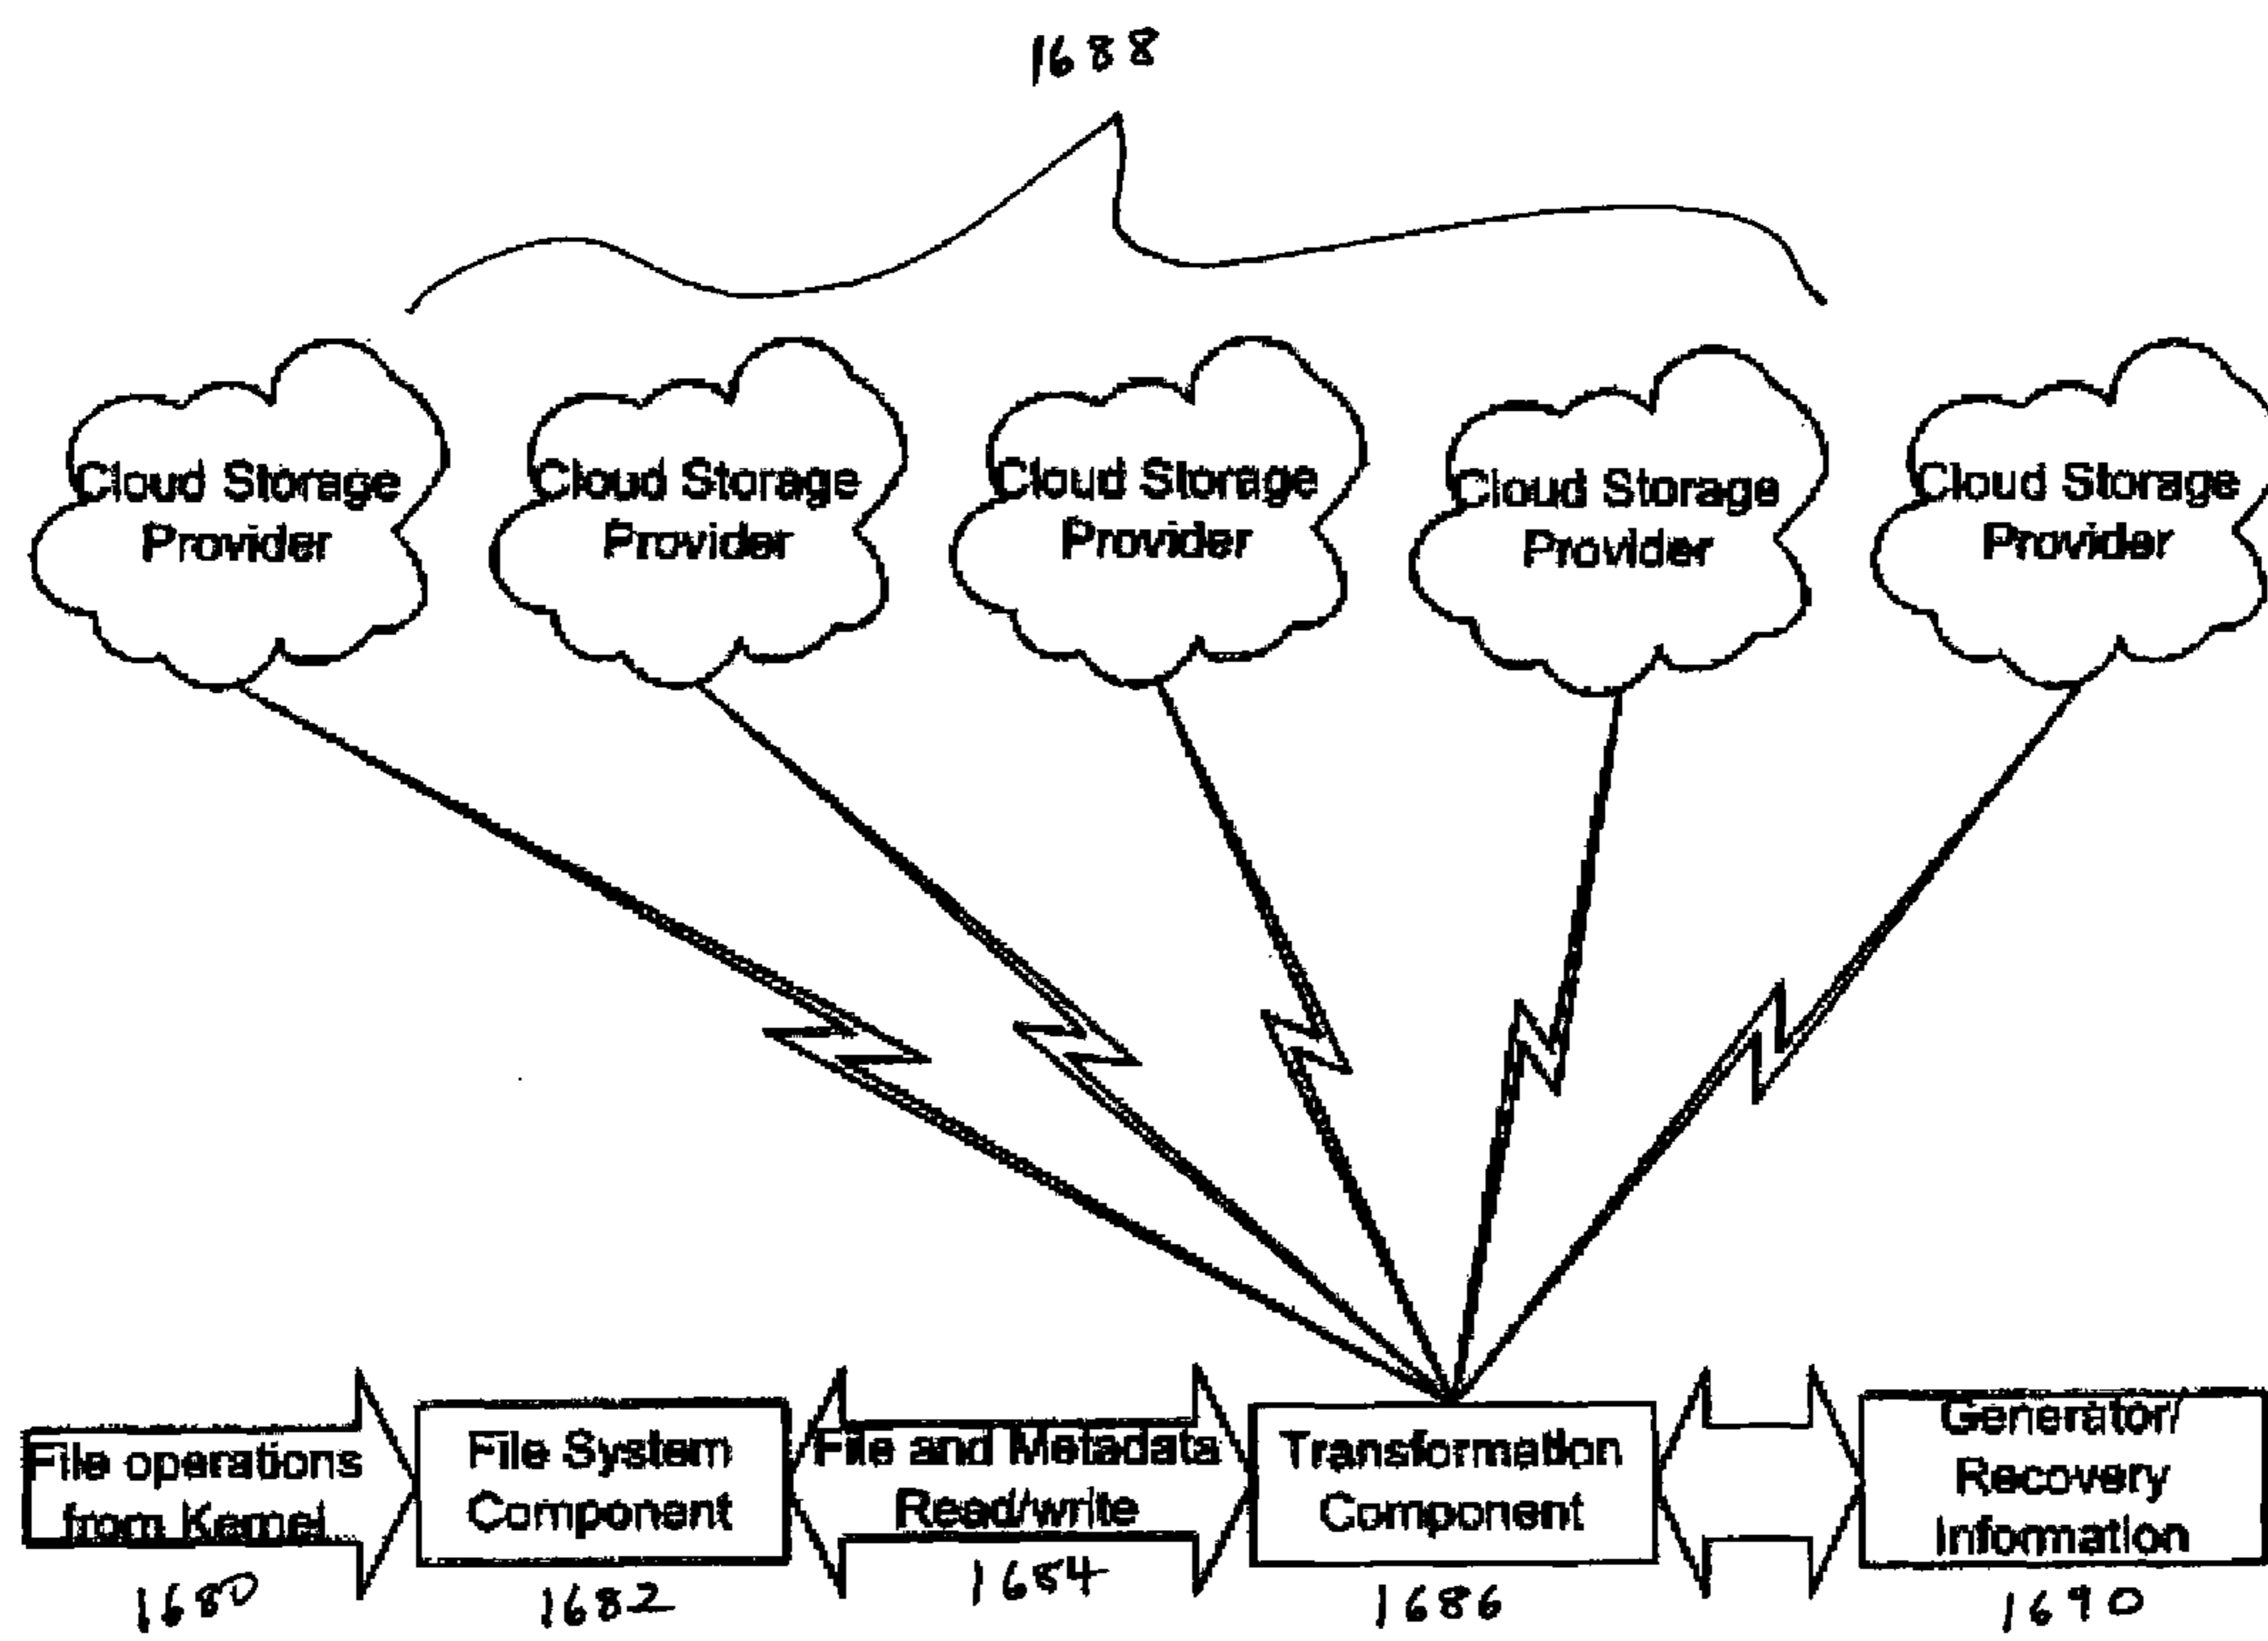 1688
Cloud Storage
Provider
Cloud Storage
Provider
Cloud Storage
Provider
Cloud Storage
Provider
Cloud Storage
Provider
File operations
from Kernel
1680
File System
Component
1682
File and Metadata
Read/write
1684
Transformation
Component
1686
Generator/
Recovery
Information
1690